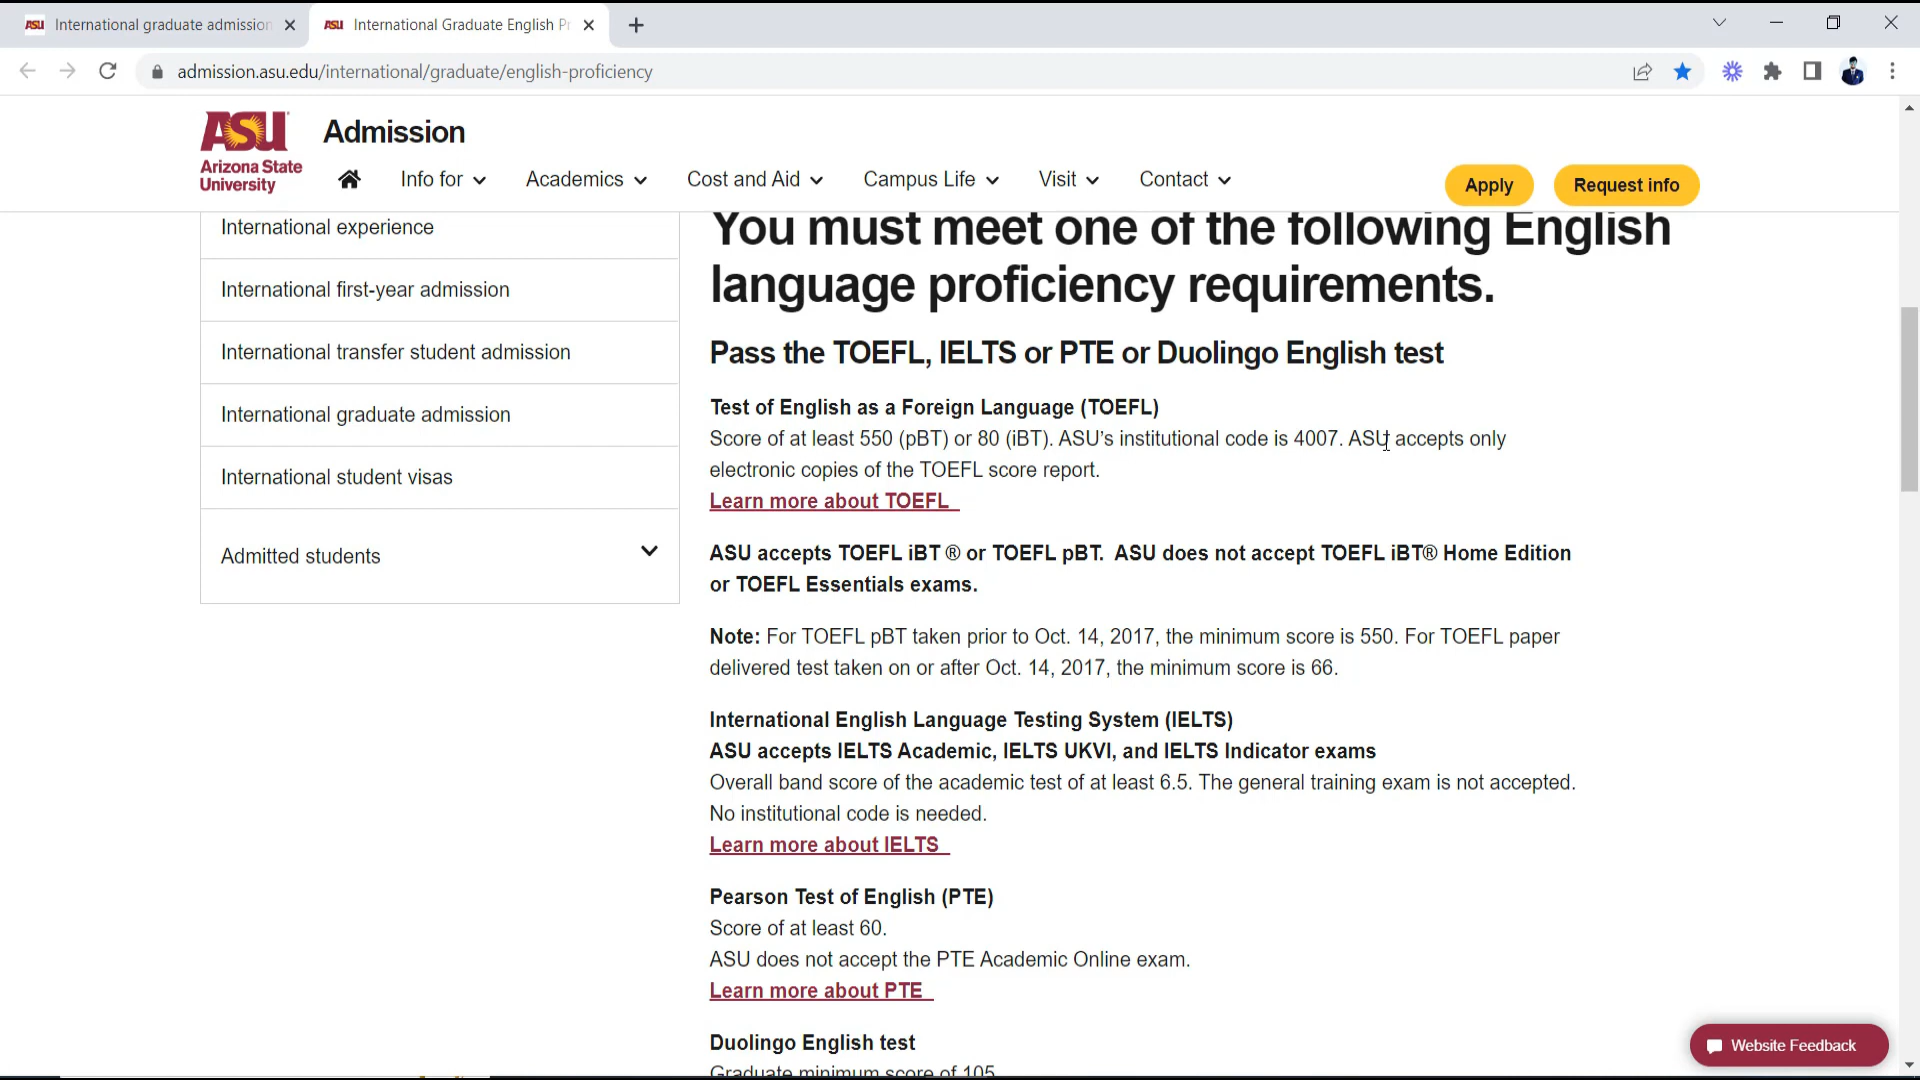 ASU International graduate admission
ASU International Graduate English Pr
admission.asu.edu/international/graduate/english-proficiency
ASU
Arizona State
University
Admission
Info for
Academics
Cost and Aid
Campus Life
Visit
Contact
Apply
Request info
International experience
International first-year admission
International transfer student admission
International graduate admission
International student visas
Admitted students
You must meet one of the following English
language proficiency requirements.
Pass the TOEFL, IELTS or PTE or Duolingo English test
Test of English as a Foreign Language (TOEFL)
Score of at least 550 (pBT) or 80 (iBT). ASU’s institutional code is 4007. ASU accepts only
electronic copies of the TOEFL score report.
Learn more about TOEFL
ASU accepts TOEFL iBT ® or TOEFL pBT.  ASU does not accept TOEFL iBT® Home Edition
or TOEFL Essentials exams.
Note: For TOEFL pBT taken prior to Oct. 14, 2017, the minimum score is 550. For TOEFL paper
delivered test taken on or after Oct. 14, 2017, the minimum score is 66.
International English Language Testing System (IELTS)
ASU accepts IELTS Academic, IELTS UKVI, and IELTS Indicator exams
Overall band score of the academic test of at least 6.5. The general training exam is not accepted.
No institutional code is needed.
Learn more about IELTS
Pearson Test of English (PTE)
Score of at least 60.
ASU does not accept the PTE Academic Online exam.
Learn more about PTE
Duolingo English test
Graduate minimum score of 105
Website Feedback